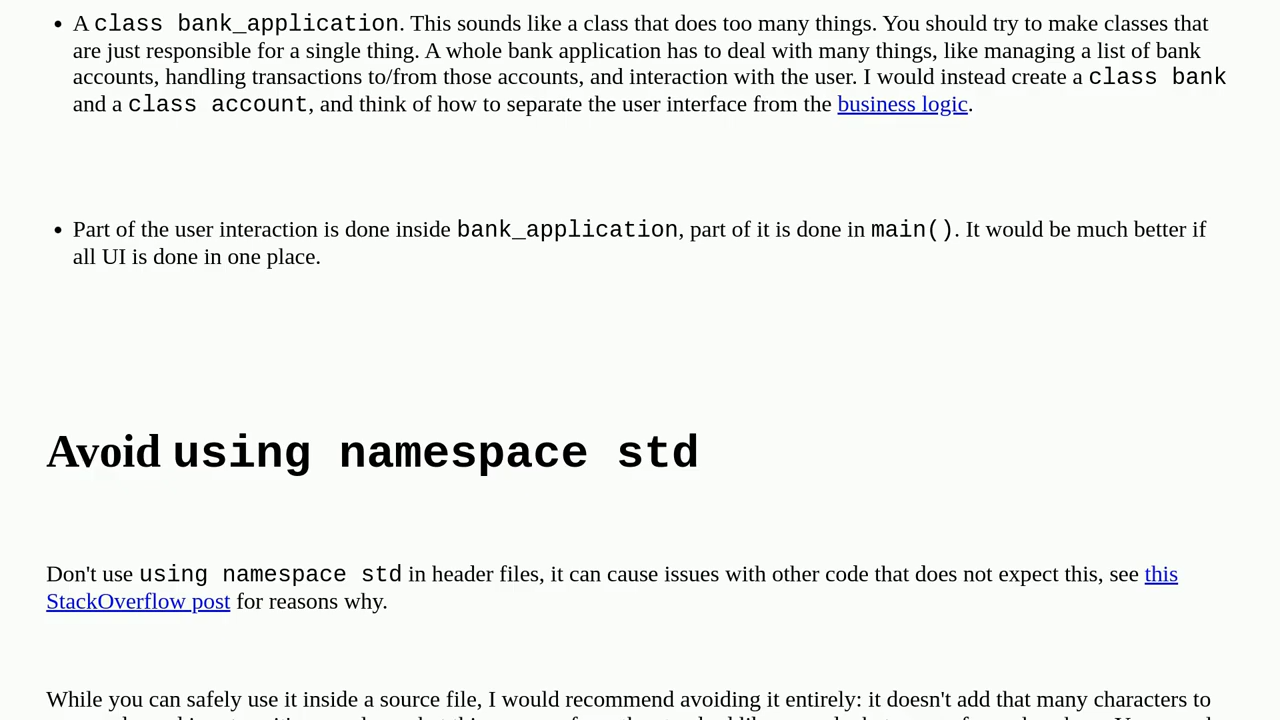 • A class bank_application. This sounds like a class that does too many things. You should try to make classes that
are just responsible for a single thing. A whole bank application has to deal with many things, like managing a list of bank
accounts, handling transactions to/from those accounts, and interaction with the user. I would instead create a class bank
and a class account, and think of how to separate the user interface from the business logic.
• Part of the user interaction is done inside bank_application, part of it is done in main(). It would be much better if
all UI is done in one place.
Avoid using namespace std
Don't use using namespace std in header files, it can cause issues with other code that does not expect this, see this
StackOverflow post for reasons why.
While you can safely use it inside a source file, I would recommend avoiding it entirely: it doesn't add that many characters to